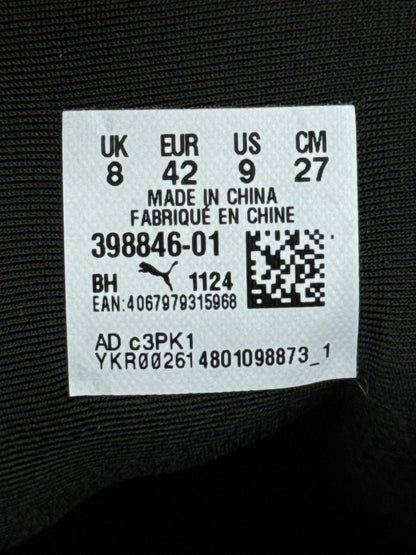 UK EUR US CM
8 42 9 27
MADE IN CHINA
FABRIQUÉ EN CHINE
398846-01
BH 1124
EAN:4067979315968
AD c3PK1
YKR002614801098873_1